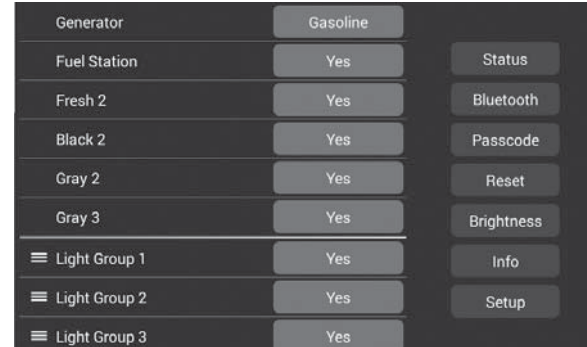 Generator Gasoline
Fuel Station Yes Status
Fresh 2 Yes Bluetooth
Black 2 Yes Passcode
Gray 2 Yes Reset
Gray 3 Yes Brightness
Light Group 1 Yes Info
Light Group 2 Yes Setup
Light Group 3 Yes